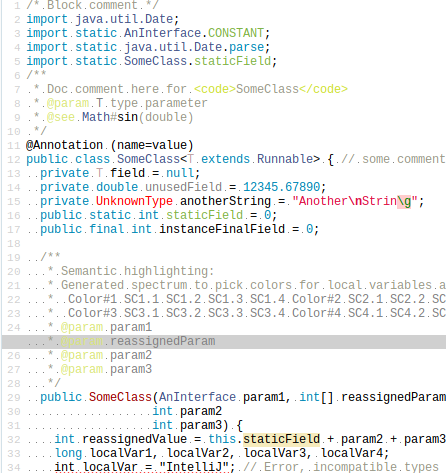 1 /* Block comment */
2 import java.util.Date;
3 import static AnInterface.CONSTANT;
4 import static java.util.Date.parse;
5 import static SomeClass.staticField;
6 /**
7  * Doc comment here for <code>SomeClass</code>
8  * @param T type parameter
9  * @see Math#sin(double)
10  */
11 @Annotation (name=value)
12 public class SomeClass<T extends Runnable> { // some comment
13   private T field = null;
14   private double unusedField = 12345.67890;
15   private UnknownType anotherString = "Another\nStrin\g";
16   public static int staticField = 0;
17   public final int instanceFinalField = 0;
18
19   /**
20    * Semantic highlighting:
21    * Generated spectrum to pick colors for local variables a
22    *  Color#1 SC1.1 SC1.2 SC1.3 SC1.4 Color#2 SC2.1 SC2.2 SC
23    *  Color#3 SC3.1 SC3.2 SC3.3 SC3.4 Color#4 SC4.1 SC4.2 SC
24    * @param param1
   * @param reassignedParam
26    * @param param2
27    * @param param3
28    */
29   public SomeClass(AnInterface param1, int[] reassignedParam
30                   int param2
31                   int param3) {
32     int reassignedValue = this.staticField + param2 + param3
33     long localVar1, localVar2, localVar3, localVar4;
34     int localVar = "IntelliJ"; // Error, incompatible type